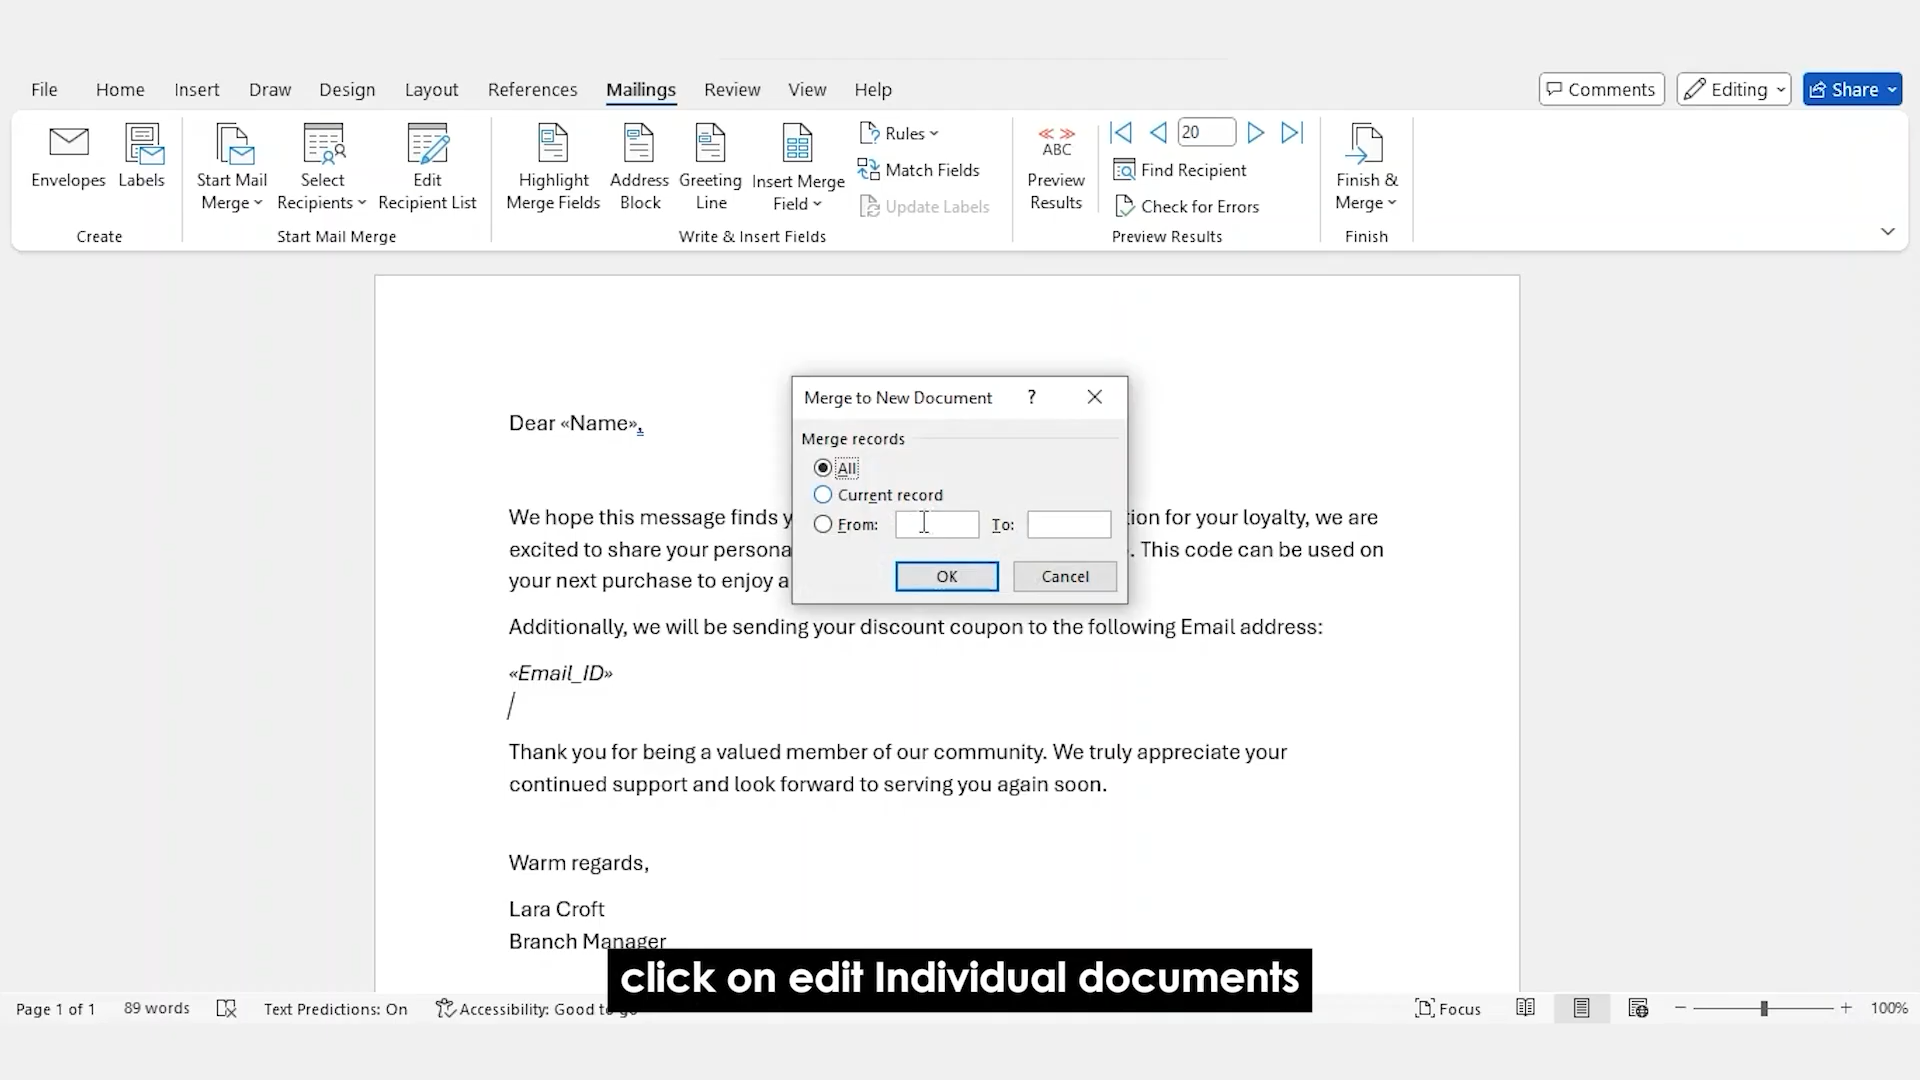 File Home Insert Draw Design Layout References Mailings Review View Help Comments Editing Share
Envelopes Labels Start Mail Merge Select Recipients Edit Recipient List Highlight Merge Fields Address Block Greeting Line Insert Merge Field
Rules
Match Fields
Update Labels
ABC Preview Results
20
Find Recipient
Check for Errors
Finish & Merge
Create Start Mail Merge Write & Insert Fields Preview Results Finish
Merge to New Document ?
Merge records
All
Current record
From: To:
OK Cancel
Dear «Name»,
We hope this message finds y ion for your loyalty, we are
excited to share your persona . This code can be used on
your next purchase to enjoy a
Additionally, we will be sending your discount coupon to the following Email address:
«Email_ID»
Thank you for being a valued member of our community. We truly appreciate your
continued support and look forward to serving you again soon.
Warm regards,
Lara Croft
Branch Manager
click on edit Individual documents
Page 1 of 1 89 words Text Predictions: On Accessibility: Good to go Focus 100%